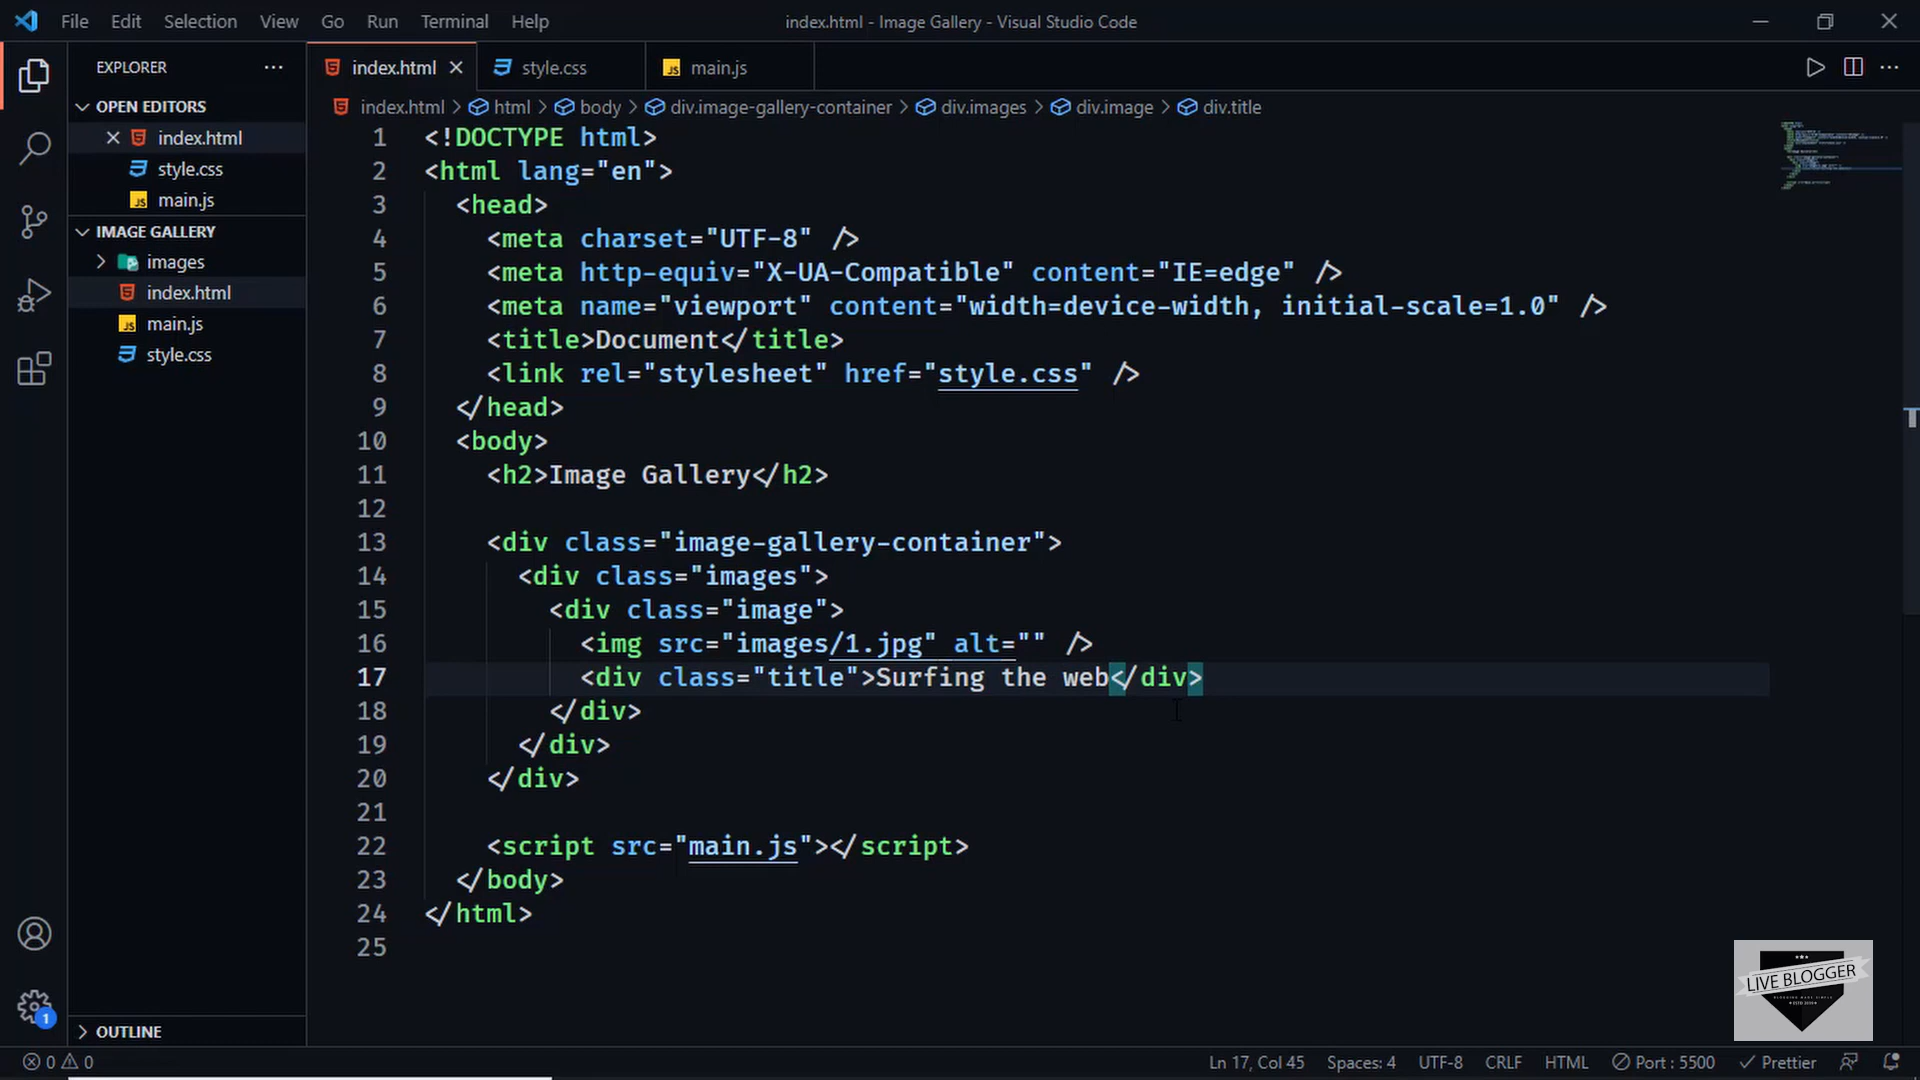 File Edit Selection View Go Run Terminal Help
index.html - Image Gallery - Visual Studio Code
EXPLORER
OPEN EDITORS
index.html
style.css
main.js
IMAGE GALLERY
images
index.html
main.js
style.css
OUTLINE
index.html style.css main.js
index.html > html > body > div.image-gallery-container > div.images > div.image > div.title
1 <!DOCTYPE html>
2 <html lang="en">
3 <head>
4 <meta charset="UTF-8" />
5 <meta http-equiv="X-UA-Compatible" content="IE=edge" />
6 <meta name="viewport" content="width=device-width, initial-scale=1.0" />
7 <title>Document</title>
8 <link rel="stylesheet" href="style.css" />
9 </head>
10 <body>
11 <h2>Image Gallery</h2>
12
13 <div class="image-gallery-container">
14 <div class="images">
15 <div class="image">
16 <img src="images/1.jpg" alt="" />
17 <div class="title">Surfing the web</div>
18 </div>
19 </div>
20 </div>
21
22 <script src="main.js"></script>
23 </body>
24 </html>
25
LIVE BLOGGER
1
0 0
Ln 17, Col 45 Spaces: 4 UTF-8 CRLF HTML Port : 5500 Prettier